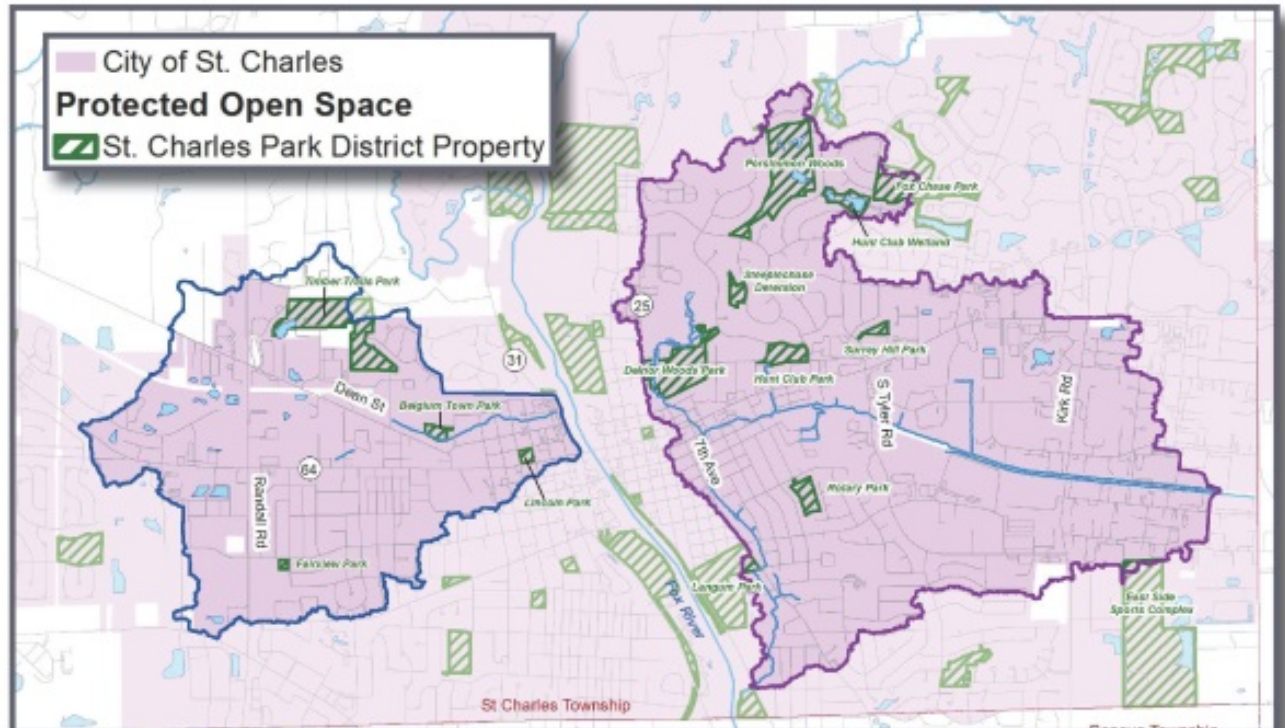 City of St. Charles
Protected Open Space
St. Charles Park District Property
Persimmon Woods
Fox Chase Park
Hunt Club Wetland
Timber Trails Park
Steeplechase
Detention
25
31
Surrey Hill Park
Delnor Woods Park
Hunt Club Park
Dean St
Belgium Town Park
S Tyler Rd
Kirk Rd
7th Ave
64
Randall Rd
Lincoln Park
Rotary Park
Fairview Park
Langum Park
Fox River
East Side
Sports Complex
St Charles Township